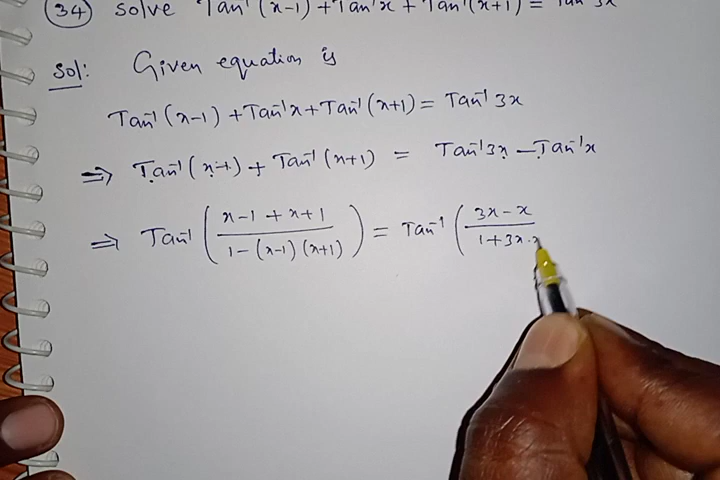 (34) Solve Tan⁻¹(x-1) + Tan⁻¹x + Tan⁻¹(x+1) = Tan⁻¹3x
Sol: Given equation is
Tan⁻¹(x-1) + Tan⁻¹x + Tan⁻¹(x+1) = Tan⁻¹3x
⇒ Tan⁻¹(x-1) + Tan⁻¹(x+1) = Tan⁻¹3x - Tan⁻¹x
⇒ Tan⁻¹((x-1+x+1)/(1-(x-1)(x+1))) = Tan⁻¹((3x-x)/(1+3x·x